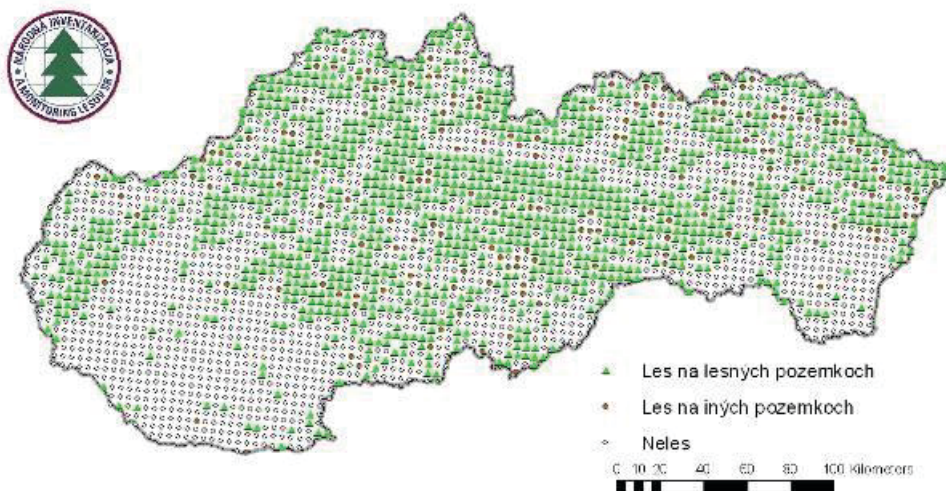 NÁRODNÁ INVENTARIZÁCIA
A MONITORING LESOV SR
Les na lesných pozemkoch
Les na iných pozemkoch
Neles
0 10 20 40 60 80 100 Kilometers